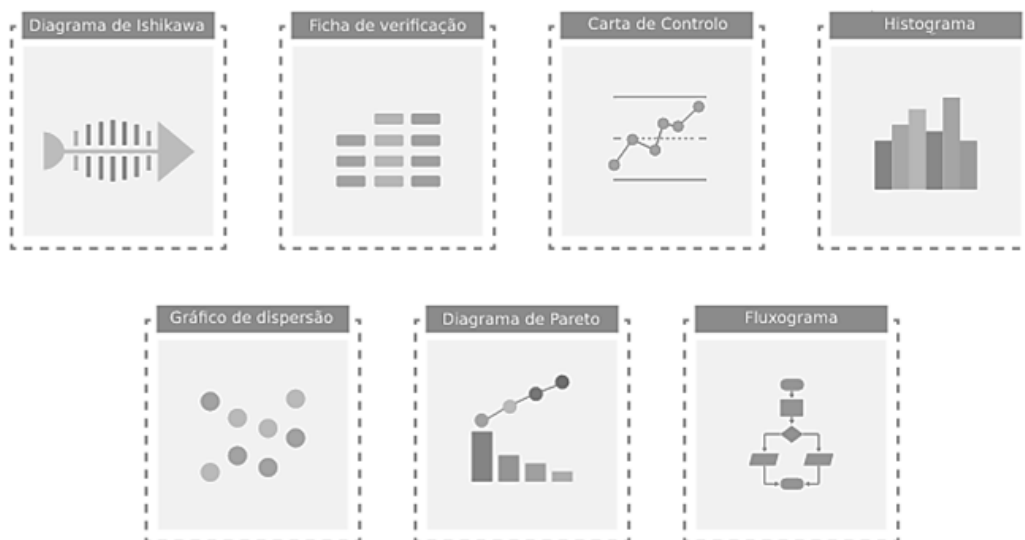 Diagrama de Ishikawa
Ficha de verificação
Carta de Controlo
Histograma
Gráfico de dispersão
Diagrama de Pareto
Fluxograma